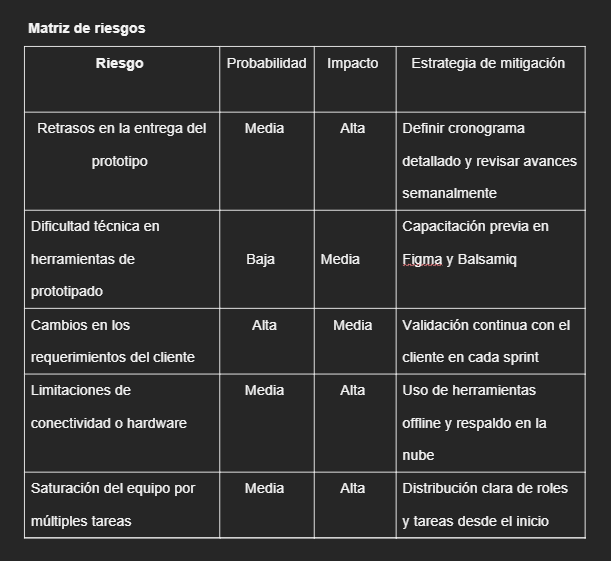 Matriz de riesgos
Riesgo Probabilidad Impacto Estrategia de mitigación
Retrasos en la entrega del prototipo Media Alta Definir cronograma detallado y revisar avances semanalmente
Dificultad técnica en herramientas de prototipado Baja Media Capacitación previa en Figma y Balsamiq
Cambios en los requerimientos del cliente Alta Media Validación continua con el cliente en cada sprint
Limitaciones de conectividad o hardware Media Alta Uso de herramientas offline y respaldo en la nube
Saturación del equipo por múltiples tareas Media Alta Distribución clara de roles y tareas desde el inicio